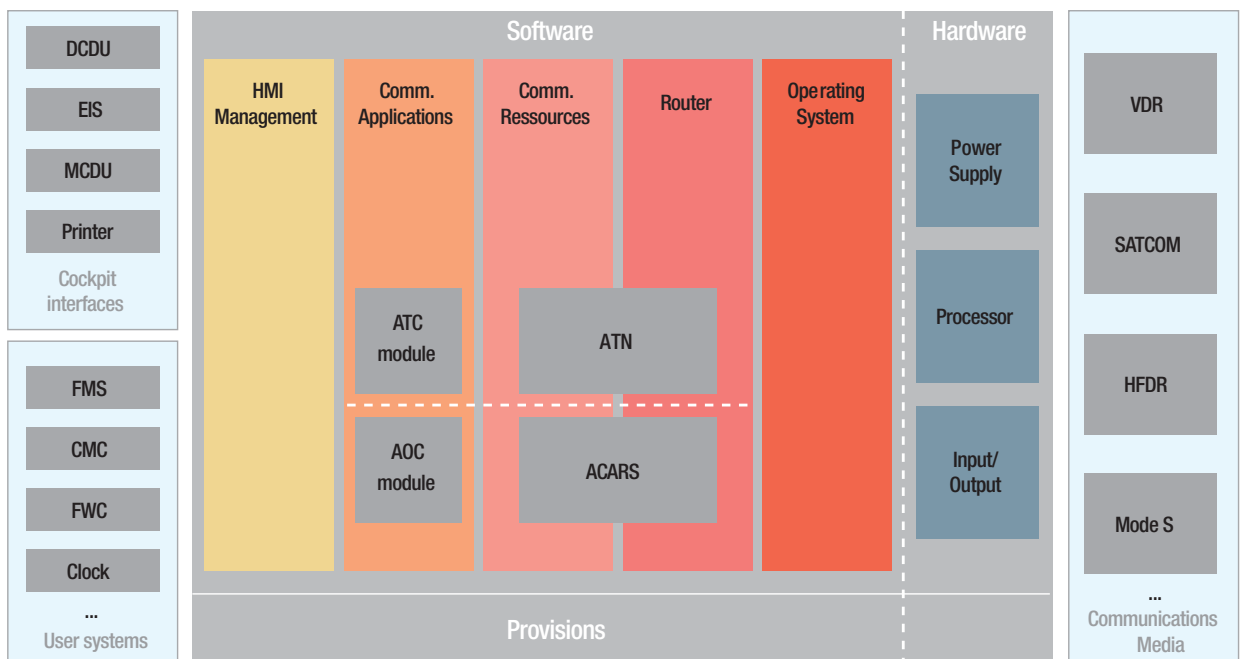 DCDU
EIS
MCDU
Printer
Cockpit
interfaces
FMS
CMC
FWC
Clock
...
User systems
Software
HMI
Management
Comm.
Applications
Comm.
Ressources
Router
Operating
System
ATC
module
ATN
AOC
module
ACARS
Provisions
Hardware
Power
Supply
Processor
Input/
Output
VDR
SATCOM
HFDR
Mode S
...
Communications
Media